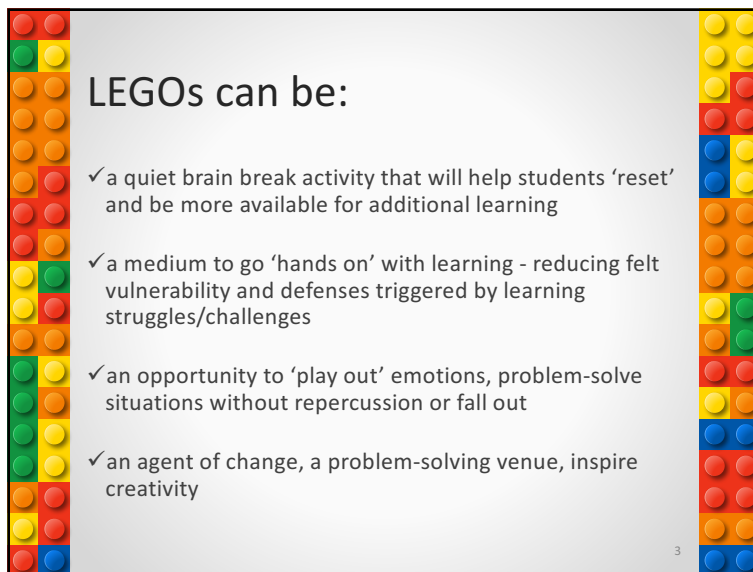 LEGOs can be:
✓a quiet brain break activity that will help students ‘reset’
and be more available for additional learning
✓a medium to go ‘hands on’ with learning - reducing felt
vulnerability and defenses triggered by learning
struggles/challenges
✓an opportunity to ‘play out’ emotions, problem-solve
situations without repercussion or fall out
✓an agent of change, a problem-solving venue, inspire
creativity
3